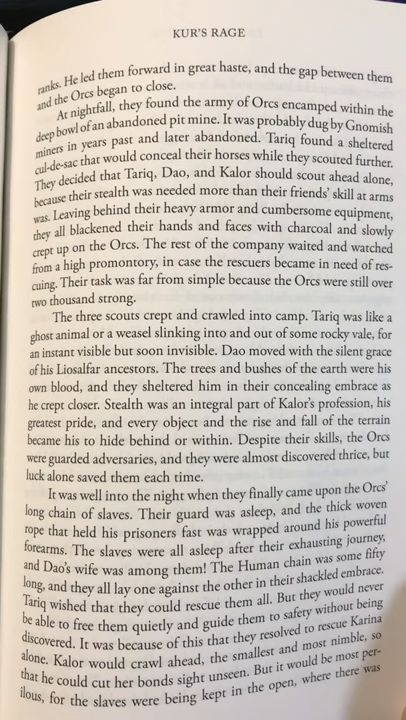 KUR'S RAGE
ranks. He led them forward in great haste, and the gap between them
and the Orcs began to close.
At nightfall, they found the army of Orcs encamped within the
deep bowl of an abandoned pit mine. It was probably dug by Gnomish
miners in years past and later abandoned. Tariq found a sheltered
cul-de-sac that would conceal their horses while they scouted further.
They decided that Tariq, Dao, and Kalor should scout ahead alone,
because their stealth was needed more than their friends' skill at arms
was. Leaving behind their heavy armor and cumbersome equipment,
they all blackened their hands and faces with charcoal and slowly
crept up on the Orcs. The rest of the company waited and watched
from a high promontory, in case the rescuers became in need of res-
cuing. Their task was far from simple because the Orcs were still over
two thousand strong.
The three scouts crept and crawled into camp. Tariq was like a
ghost animal or a weasel slinking into and out of some rocky vale, for
an instant visible but soon invisible. Dao moved with the silent grace
of his Liosalfar ancestors. The trees and bushes of the earth were his
own blood, and they sheltered him in their concealing embrace as
he crept closer. Stealth was an integral part of Kalor's profession, his
greatest pride, and every object and the rise and fall of the terrain
became his to hide behind or within. Despite their skills, the Orcs
were guarded adversaries, and they were almost discovered thrice, but
luck alone saved them each time.
It was well into the night when they finally came upon the Orcs'
long chain of slaves. Their guard was asleep, and the thick woven
rope that held his prisoners fast was wrapped around his powerful
forearms. The slaves were all asleep after their exhausting journey,
and Dao's wife was among them! The Human chain was some fifty
long, and they all lay one against the other in their shackled embrace.
Tariq wished that they could rescue them all. But they would never
be able to free them quietly and guide them to safety without being
discovered. It was because of this that they resolved to rescue Karina
alone. Kalor would crawl ahead, the smallest and most nimble, so
that he could cut her bonds sight unseen. But it would be most per-
ilous, for the slaves were being kept in the open, where there was